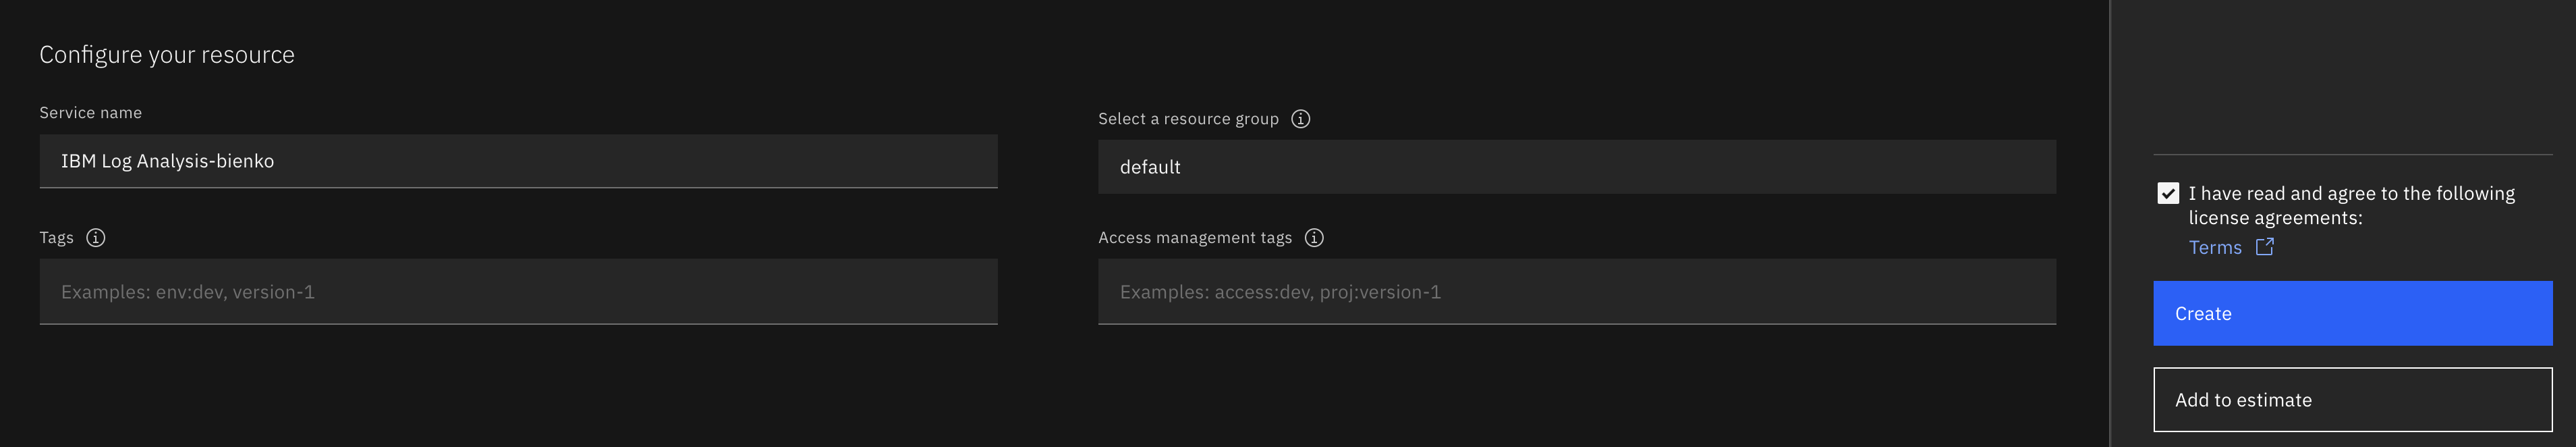 Configure your resource
Service name
IBM Log Analysis-bienko
Select a resource group
default
Tags
Examples: env:dev, version-1
Access management tags
Examples: access:dev, proj:version-1
I have read and agree to the following
license agreements:
Terms
Create
Add to estimate